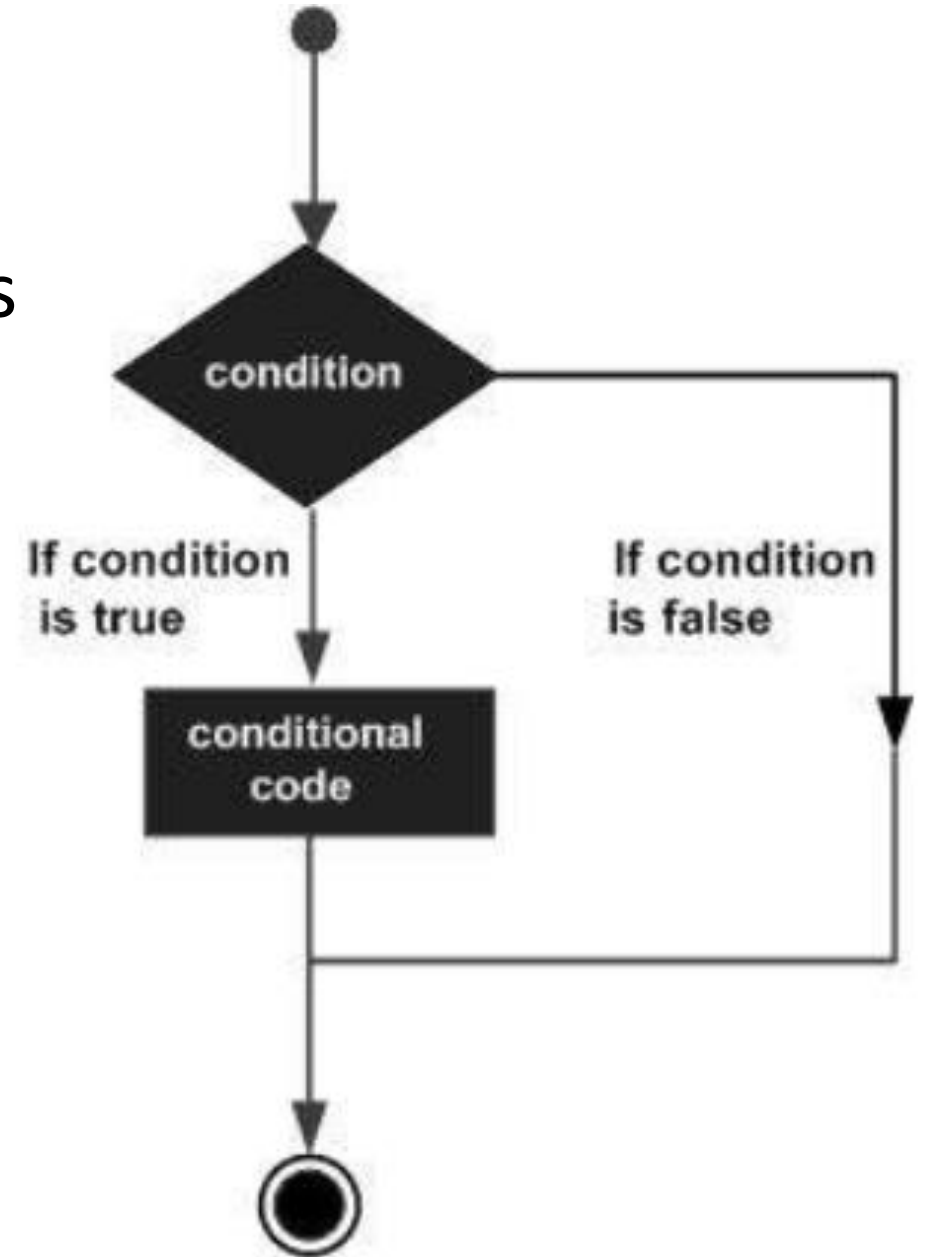 s
condition
If condition
is true
If condition
is false
conditional
code